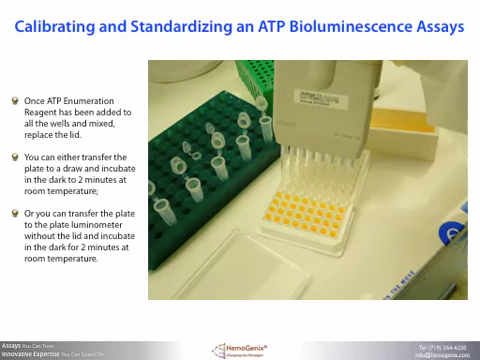 Calibrating and Standardizing an ATP Bioluminescence Assays
Once ATP Enumeration
Reagent has been added to
all the wells and mixed,
replace the lid.
You can either transfer the
plate to a draw and incubate
in the dark to 2 minutes at
room temperature;
Or you can transfer the plate
to the plate luminometer
without the lid and incubate
in the dark for 2 minutes at
room temperature.
ON THE MOVE
Assays You Can Trust.
Innovative Expertise You Can Count On
HemoGenix
Tel: (719) 264-6250
info@hemogenix.com